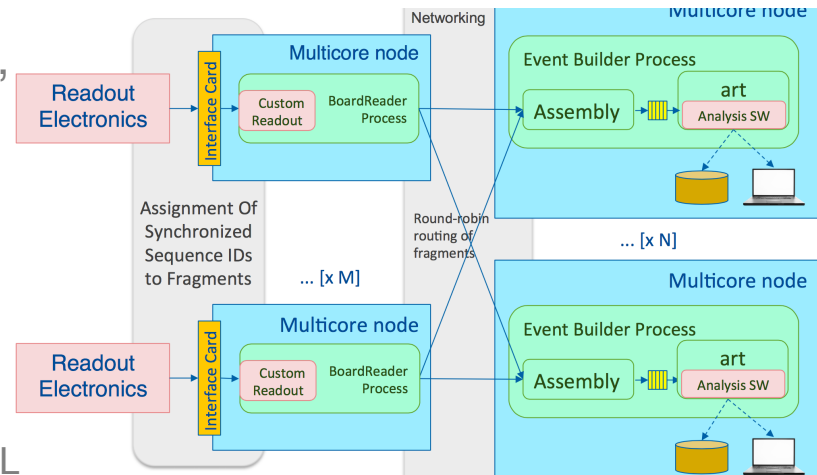 ,
Networking
Multicore node
Multicore node
Readout
Electronics
Interface Card
Custom
Readout
BoardReader
Process
Event Builder Process
Assembly
art
Analysis SW
Assignment Of
Synchronized
Sequence IDs
to Fragments
Round-robin
routing of
fragments
... [x M]
... [x N]
Multicore node
Multicore node
Readout
Electronics
Interface Card
Custom
Readout
BoardReader
Process
Event Builder Process
Assembly
art
Analysis SW
L